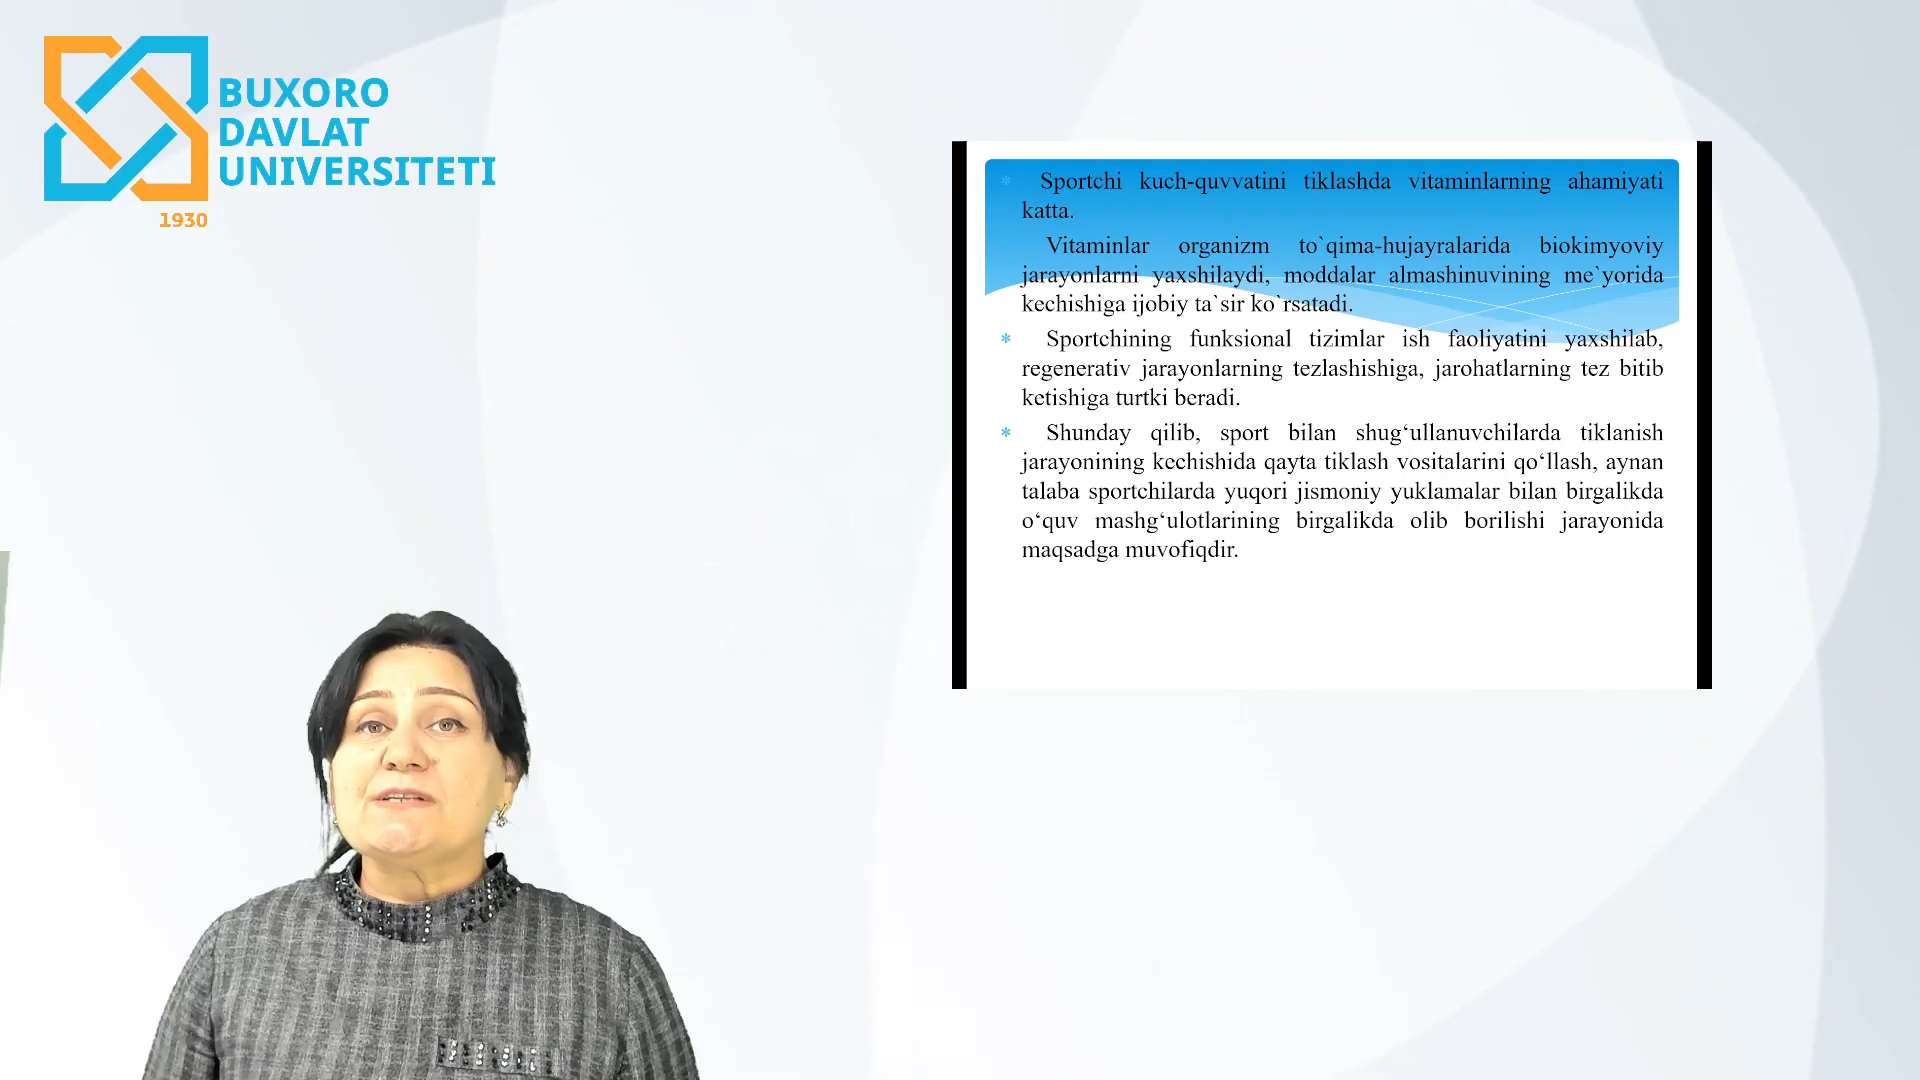 BUXORO
DAVLAT
UNIVERSITETI
1930
* Sportchi kuch-quvvatini tiklashda vitaminlarning ahamiyati
katta.
Vitaminlar organizm to`qima-hujayralarida biokimyoviy
jarayonlarni yaxshilaydi, moddalar almashinuvining me`yorida
kechishiga ijobiy ta`sir ko`rsatadi.
* Sportchining funksional tizimlar ish faoliyatini yaxshilab,
regenerativ jarayonlarning tezlashishiga, jarohatlarning tez bitib
ketishiga turtki beradi.
* Shunday qilib, sport bilan shug‘ullanuvchilarda tiklanish
jarayonining kechishida qayta tiklash vositalarini qo‘llash, aynan
talaba sportchilarda yuqori jismoniy yuklamalar bilan birgalikda
o‘quv mashg‘ulotlarining birgalikda olib borilishi jarayonida
maqsadga muvofiqdir.